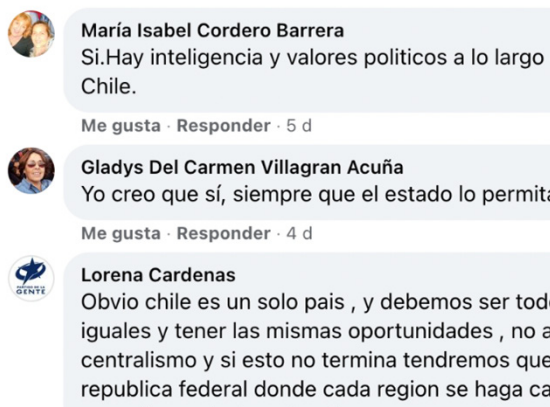 María Isabel Cordero Barrera
Si.Hay inteligencia y valores politicos a lo largo
Chile.
Me gusta · Responder · 5 d
Gladys Del Carmen Villagran Acuña
Yo creo que sí, siempre que el estado lo permita
Me gusta · Responder · 4 d
Lorena Cardenas
GENTE
Obvio chile es un solo pais , y debemos ser tod
iguales y tener las mismas oportunidades , no a
centralismo y si esto no termina tendremos que
republica federal donde cada region se haga ca